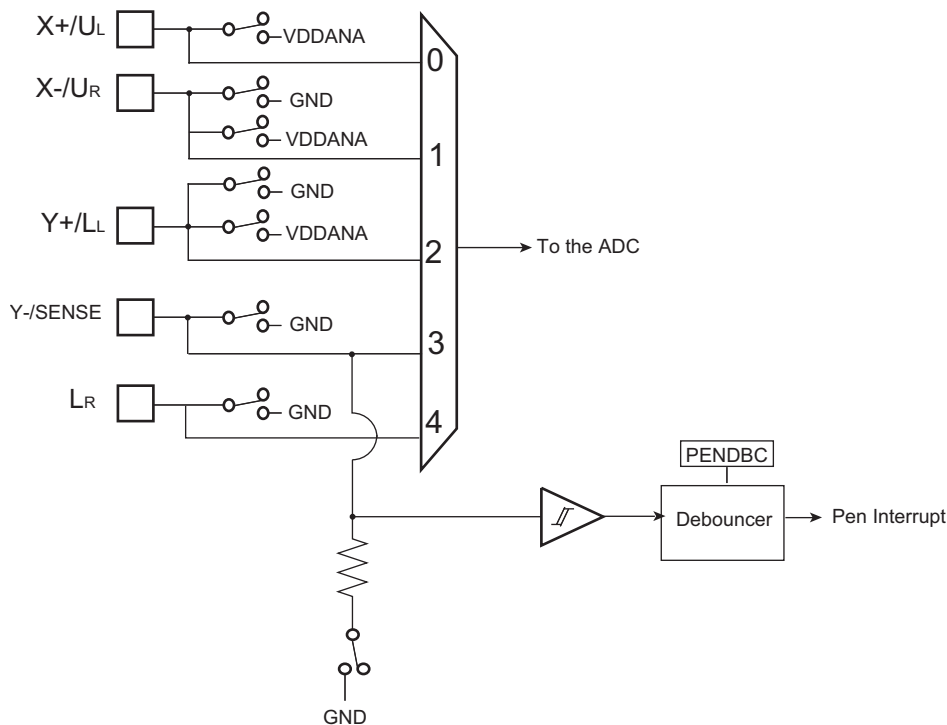 X+/UL
VDDANA
0
X-/UR
GND
VDDANA
1
GND
Y+/LL
VDDANA
2
To the ADC
Y-/SENSE
GND
3
LR
GND
4
PENDBC
Debouncer
Pen Interrupt
GND